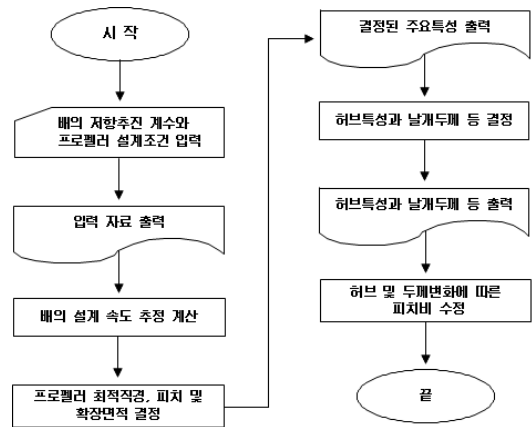 시 작
배의 저항추진 계수와
프로펠러 설계조건 입력
입력 자료 출력
배의 설계 속도 추정 계산
프로펠러 최적직경, 피치 및
확장면적 결정
결정된 주요특성 출력
허브특성과 날개두께 등 결정
허브특성과 날개두께 등 출력
허브 및 두께변화에 따른
피치비 수정
끝